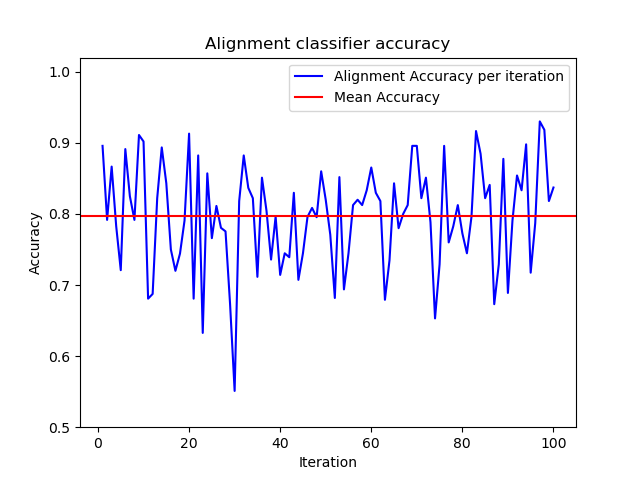 Alignment classifier accuracy
Alignment Accuracy per iteration
Mean Accuracy
1.0
0.9
0.8
0.7
0.6
0.5
Accuracy
0 20 40 60 80 100
Iteration